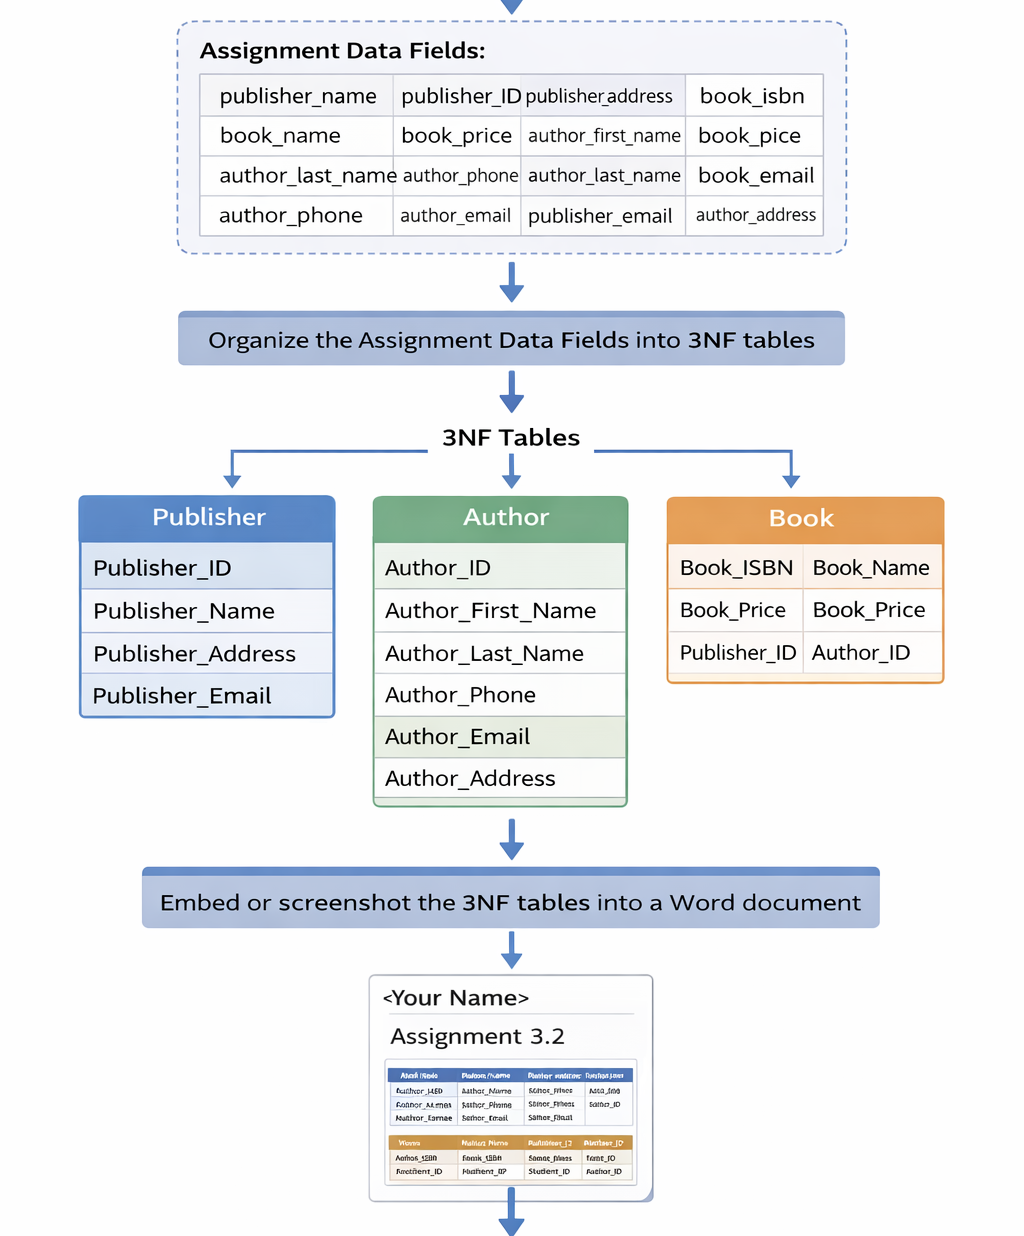 Assignment Data Fields:
publisher_name publisher_ID publisher_address book_isbn
book_name book_price author_first_name book_pice
author_last_name author_phone author_last_name book_email
author_phone author_email publisher_email author_address
Organize the Assignment Data Fields into 3NF tables
3NF Tables
Publisher
Publisher_ID
Publisher_Name
Publisher_Address
Publisher_Email
Author
Author_ID
Author_First_Name
Author_Last_Name
Author_Phone
Author_Email
Author_Address
Book
Book_ISBN Book_Name
Book_Price Book_Price
Publisher_ID Author_ID
Embed or screenshot the 3NF tables into a Word document
<Your Name>
Assignment 3.2